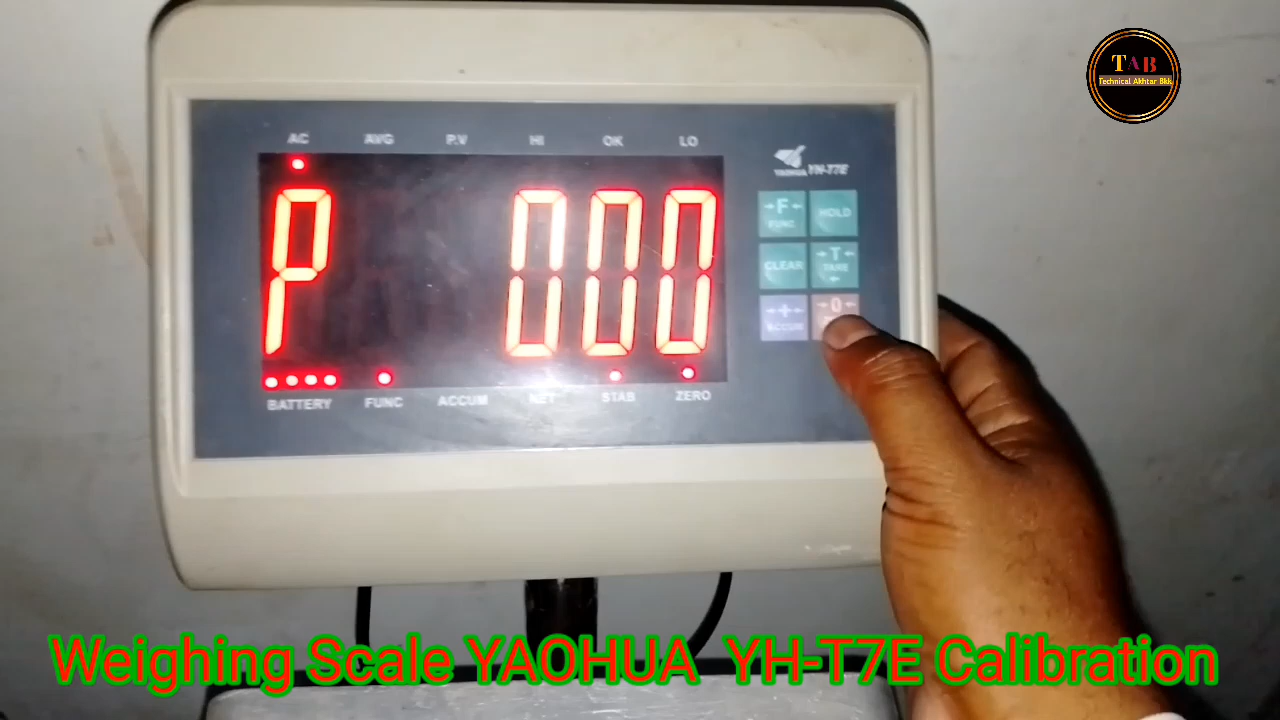 TAB
Technical Akhtar Bkk
AC AVG P.V HI OK LO
YAOHUA YH-T7E
P 000
→F← HOLD
FUNC
CLEAR →T←
TARE
→+← →0←
ACCUM
BATTERY FUNC ACCUM NET STAB ZERO
Weighing Scale YAOHUA YH-T7E Calibration